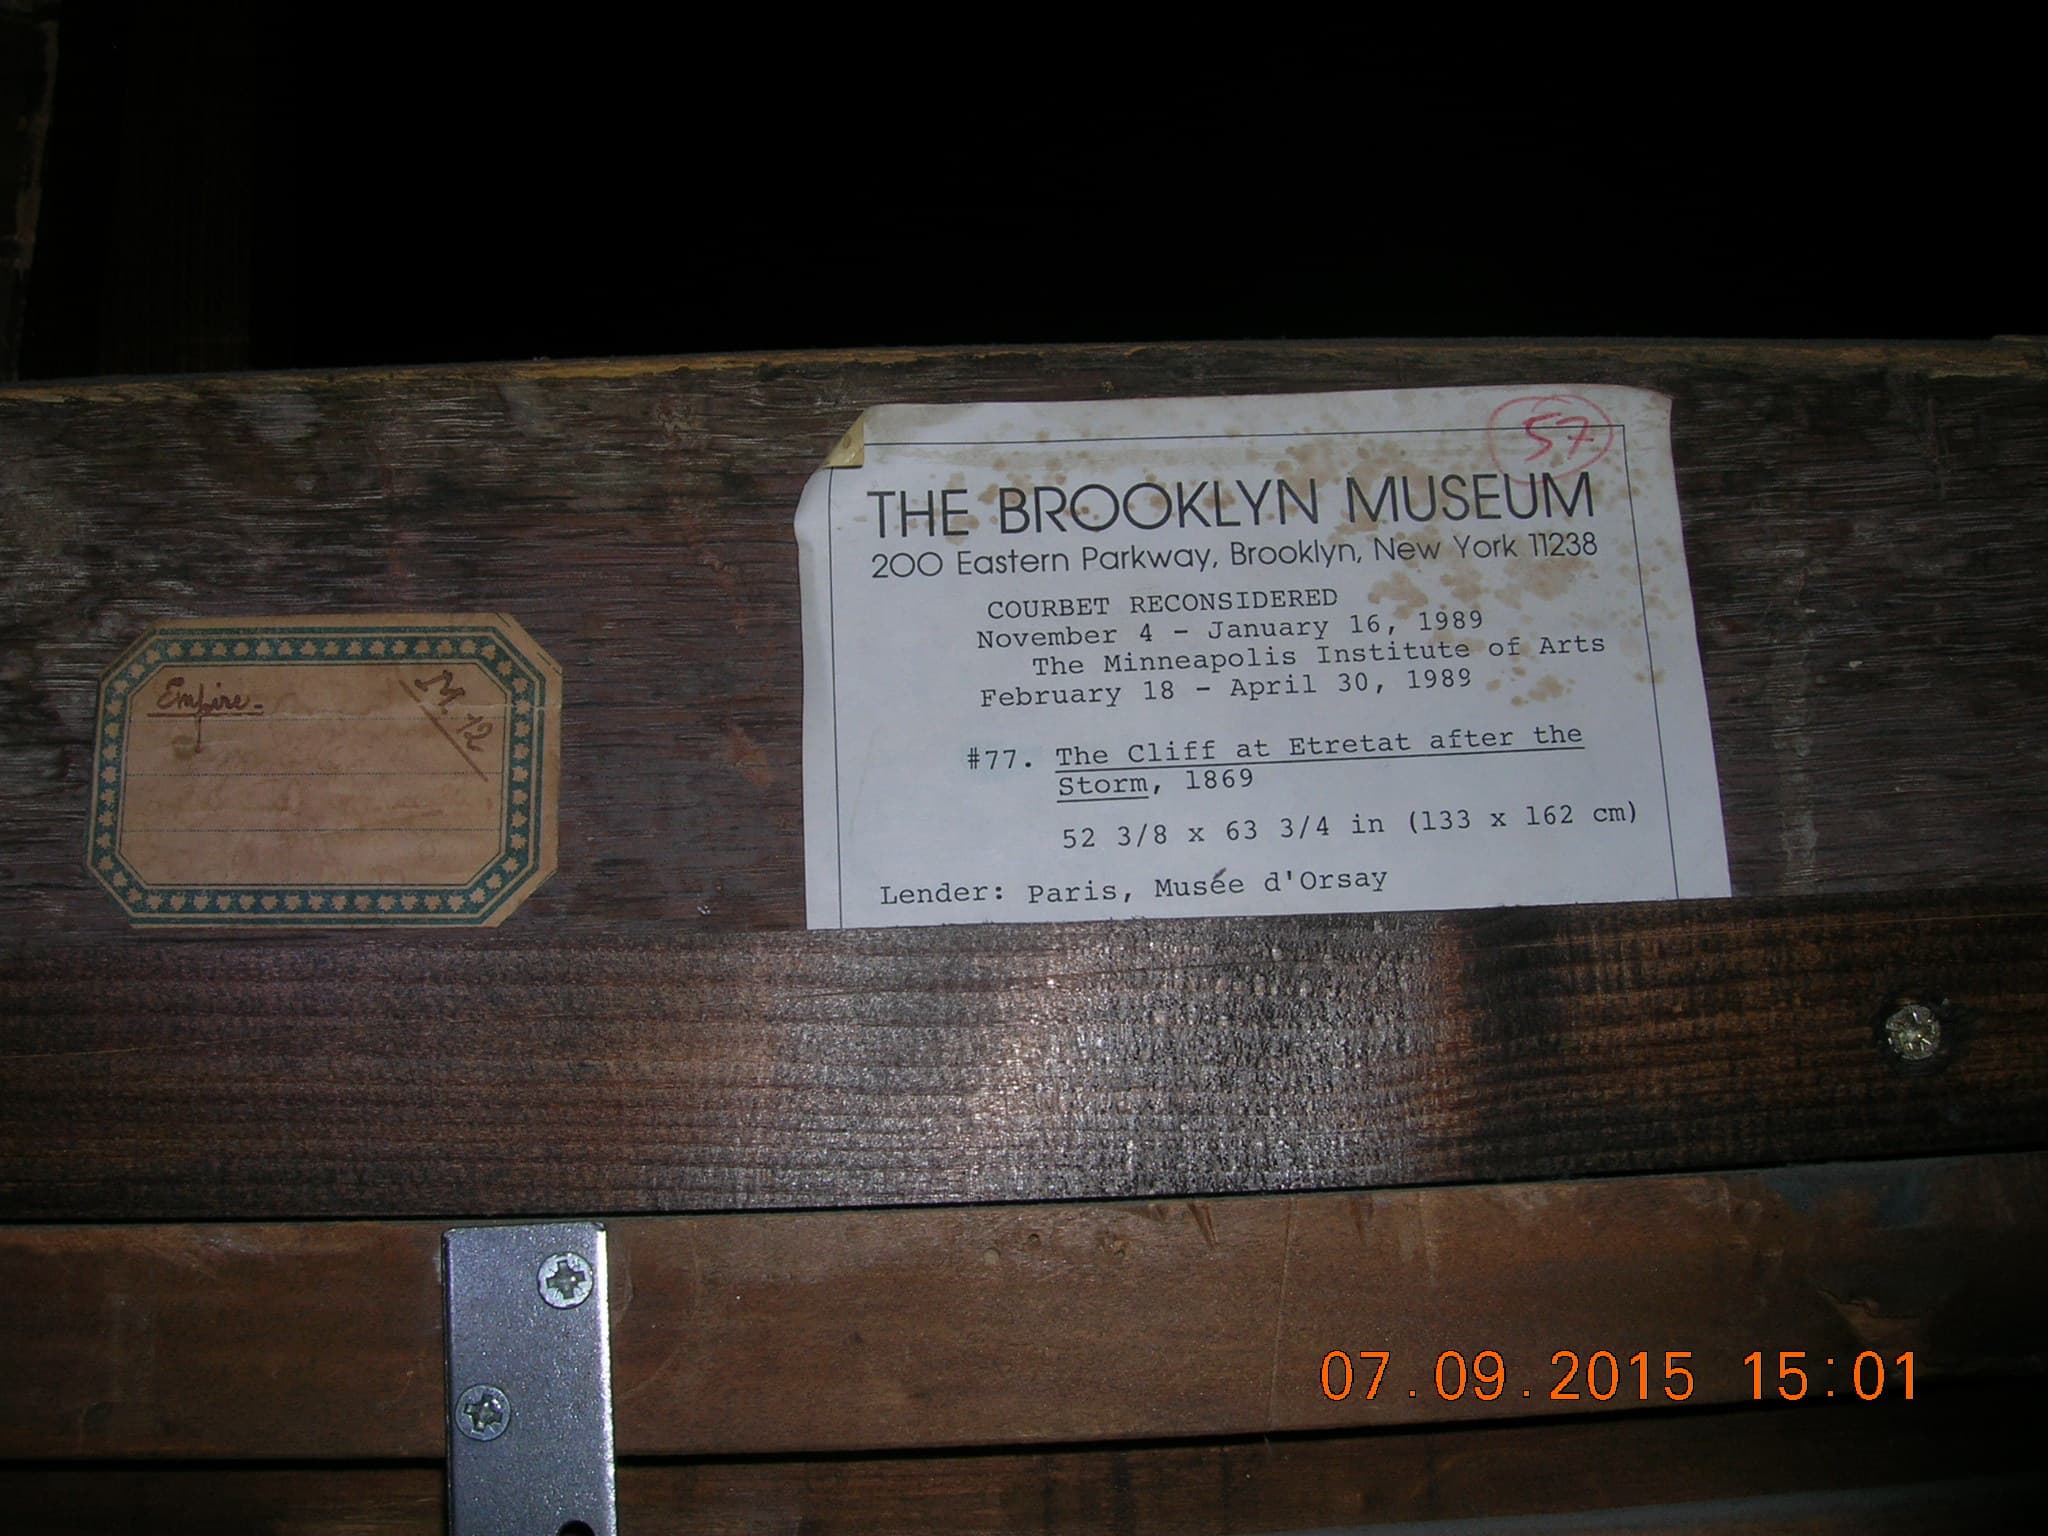 57
THE BROOKLYN MUSEUM
200 Eastern Parkway, Brooklyn, New York 11238
COURBET RECONSIDERED
November 4 - January 16, 1989
The Minneapolis Institute of Arts
February 18 - April 30, 1989
#77. The Cliff at Etretat after the
Storm, 1869
52 3/8 x 63 3/4 in (133 x 162 cm)
Lender: Paris, Musée d'Orsay
Empire.
M. 12
07.09.2015 15:01